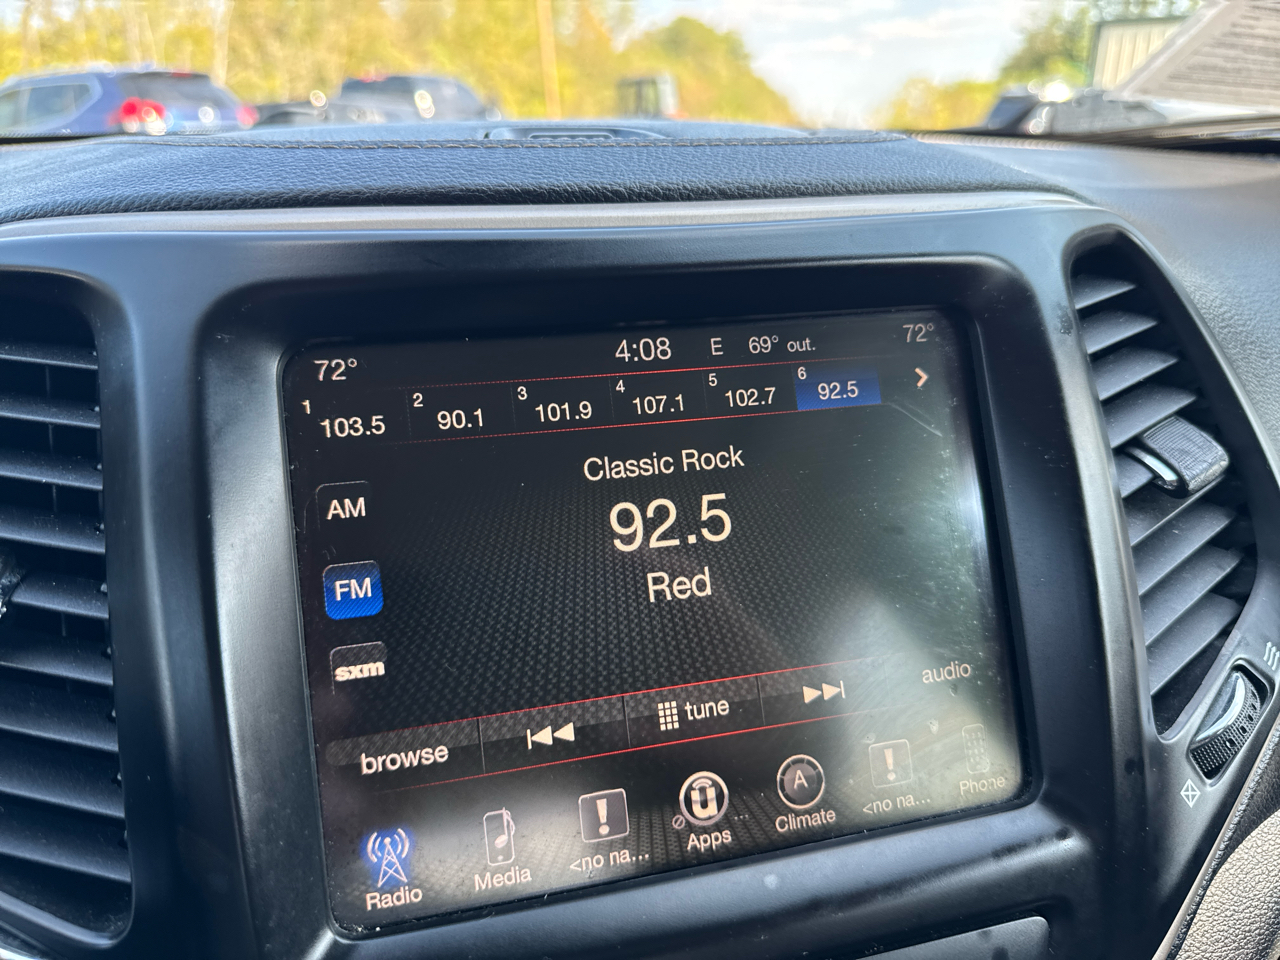 72° 4:08 E 69° out. 72°
1 103.5 2 90.1 3 101.9 4 107.1 5 102.7 6 92.5
Classic Rock
AM
92.5
FM
Red
sxm
audio
browse tune
A
Radio Media <no na... Apps ... Climate <no na... Phone